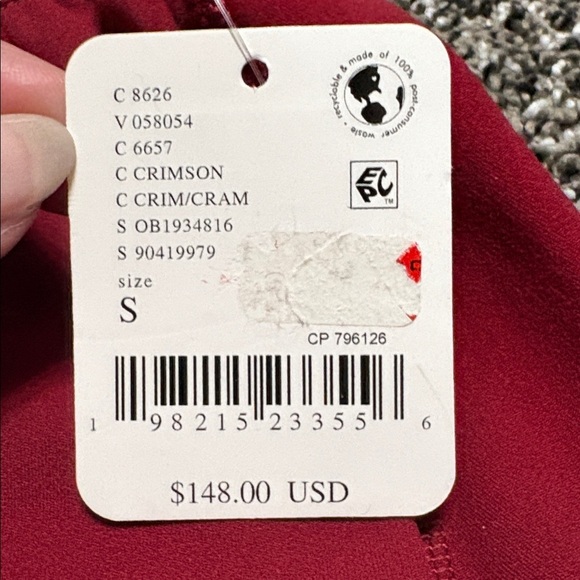 recyclable & made of 100% post-consumer waste •
C 8626
V 058054
C 6657
C CRIMSON
C CRIM/CRAM
S OB1934816
S 90419979
size
S
EPC
TM
CP 796126
1 98215 23355 6
$148.00 USD